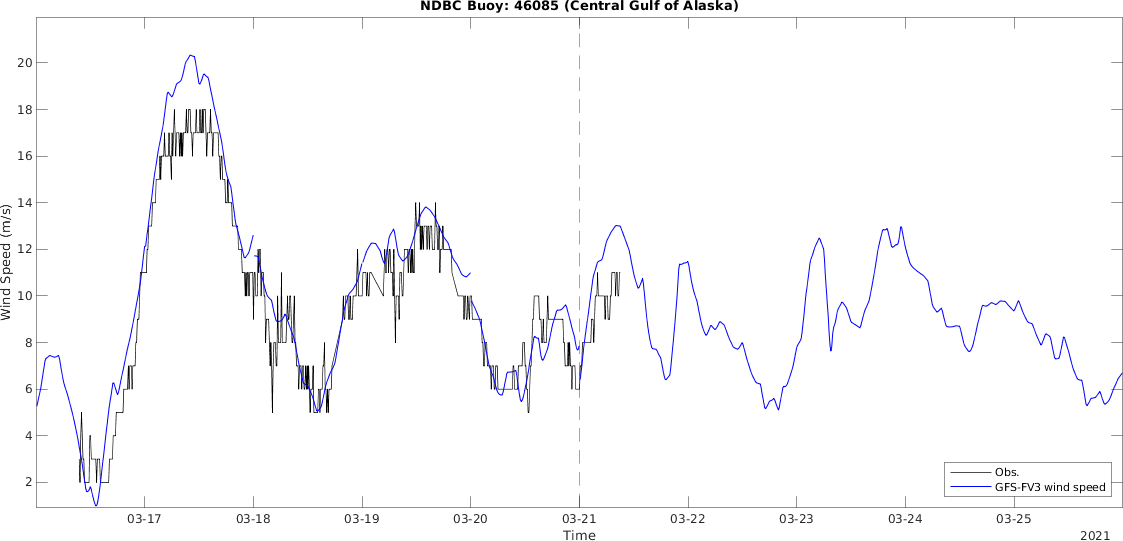 NDBC Buoy: 46085 (Central Gulf of Alaska)
20
18
16
14
12
10
8
6
4
2
Wind Speed (m/s)
Obs.
GFS-FV3 wind speed
03-17 03-18 03-19 03-20 03-21 03-22 03-23 03-24 03-25
Time
2021